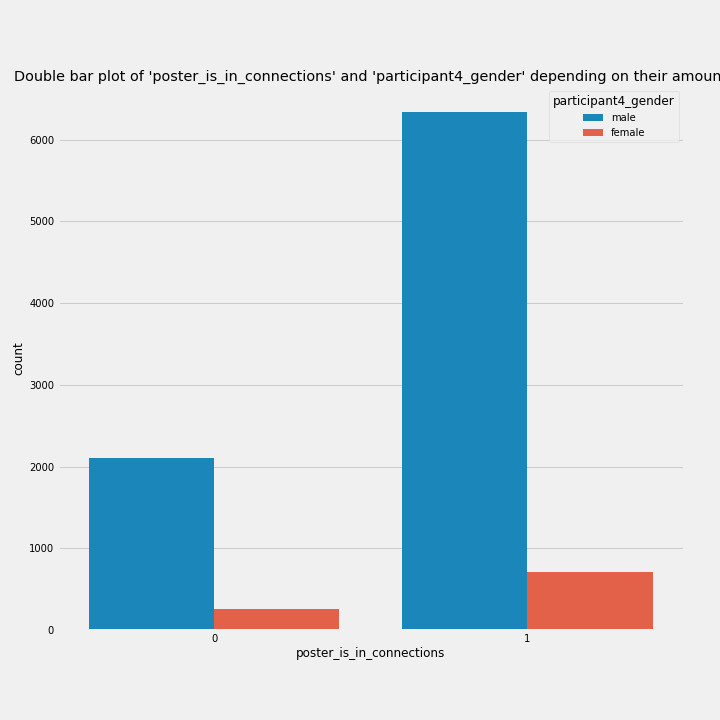 Double bar plot of 'poster_is_in_connections' and 'participant4_gender' depending on their amoun
participant4_gender
male
female
6000
5000
4000
3000
2000
1000
0
count
0 1
poster_is_in_connections